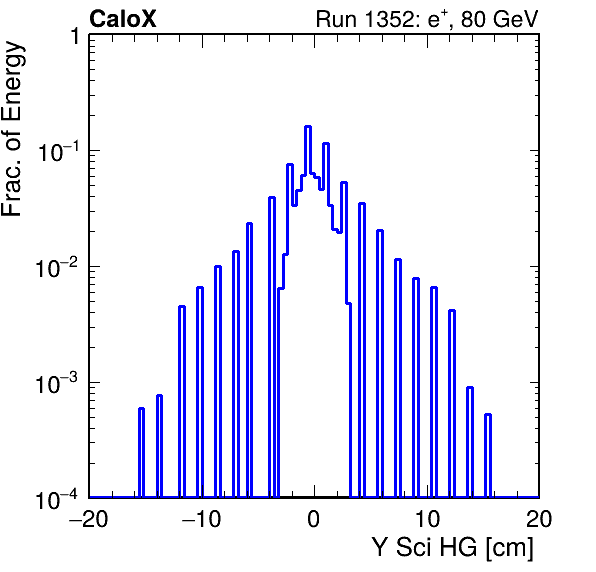 CaloX Run 1352: e⁺, 80 GeV
Frac. of Energy
1
10⁻¹
10⁻²
10⁻³
10⁻⁴
−20 −10 0 10 20
Y Sci HG [cm]